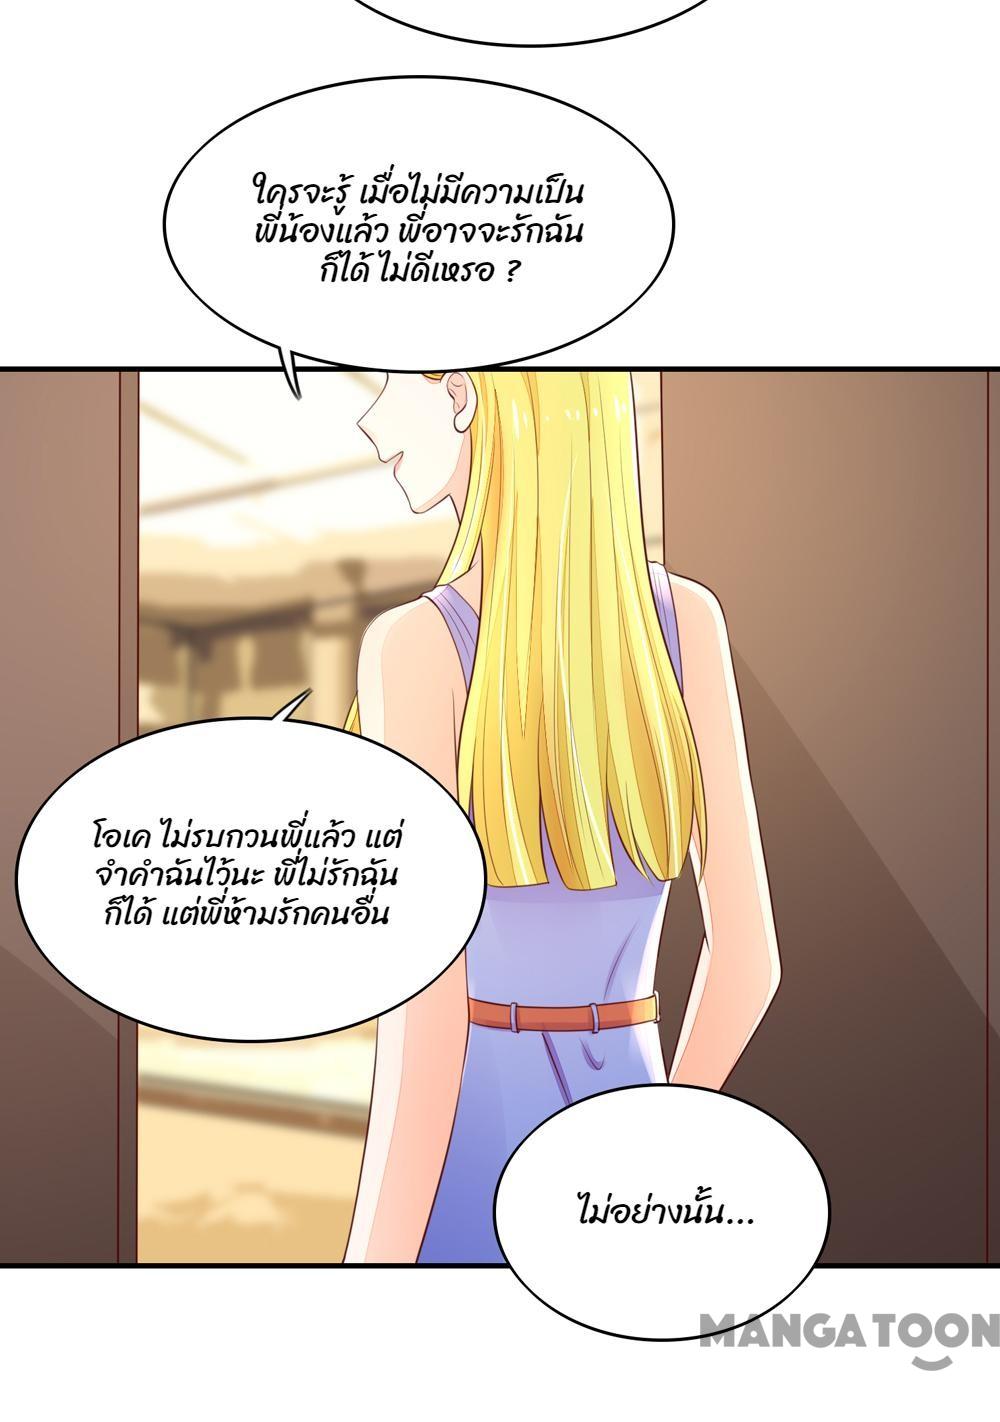 ใครจะรู้ เมื่อไม่มีความเป็น
พี่น้องแล้ว พี่อาจจะรักฉัน
ก็ได้ ไม่ดีเหรอ ?
โอเค ไม่รบกวนพี่แล้ว แต่
จำคำฉันไว้นะ พี่ไม่รักฉัน
ก็ได้ แต่พี่ห้ามรักคนอื่น
ไม่อย่างนั้น...
MANGATOON